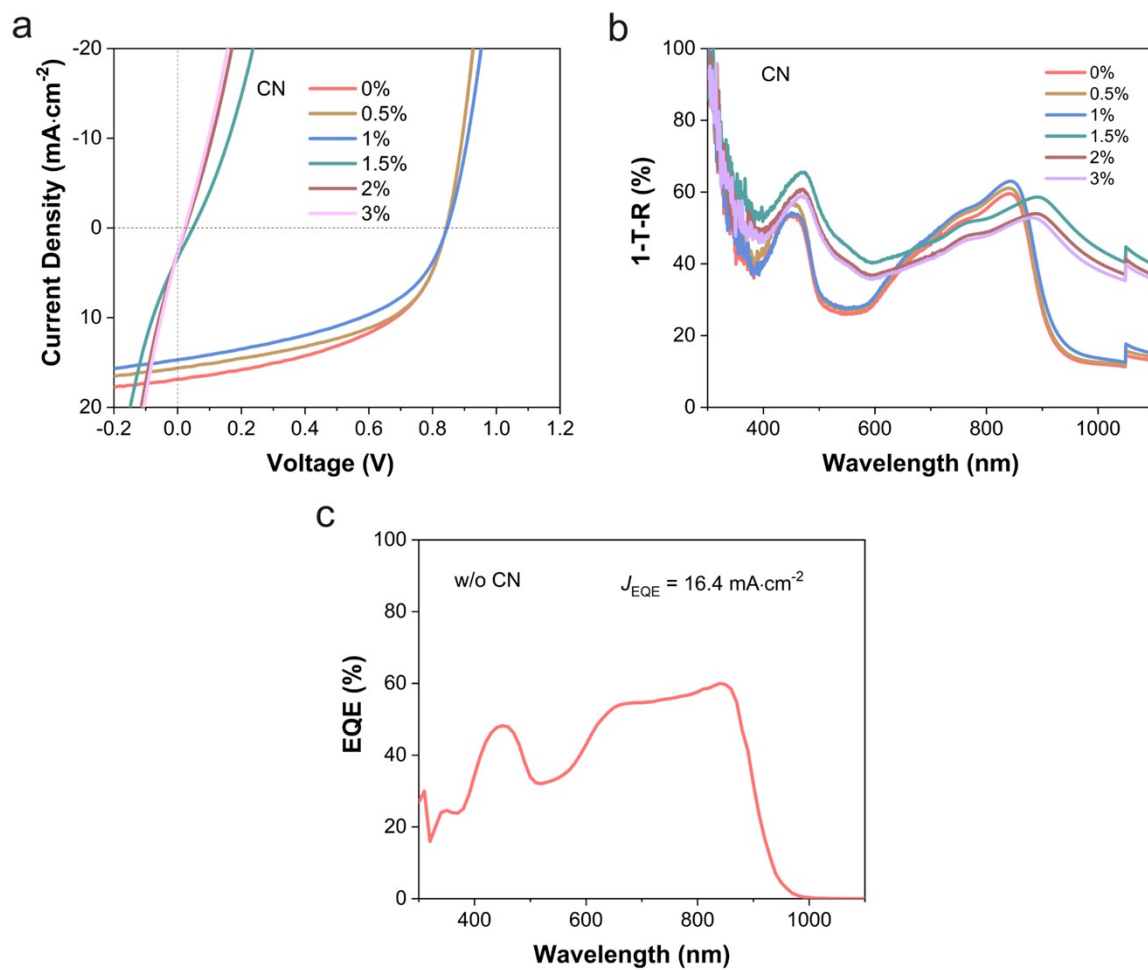 a
-20
-10
0
10
20
-0.2 0.0 0.2 0.4 0.6 0.8 1.0 1.2
Current Density (mA·cm⁻²)
Voltage (V)
CN
0%
0.5%
1%
1.5%
2%
3%
b
100
80
60
40
20
0
400 600 800 1000
1-T-R (%)
Wavelength (nm)
CN
0%
0.5%
1%
1.5%
2%
3%
c
100
80
60
40
20
0
400 600 800 1000
EQE (%)
Wavelength (nm)
w/o CN
J_EQE = 16.4 mA·cm⁻²